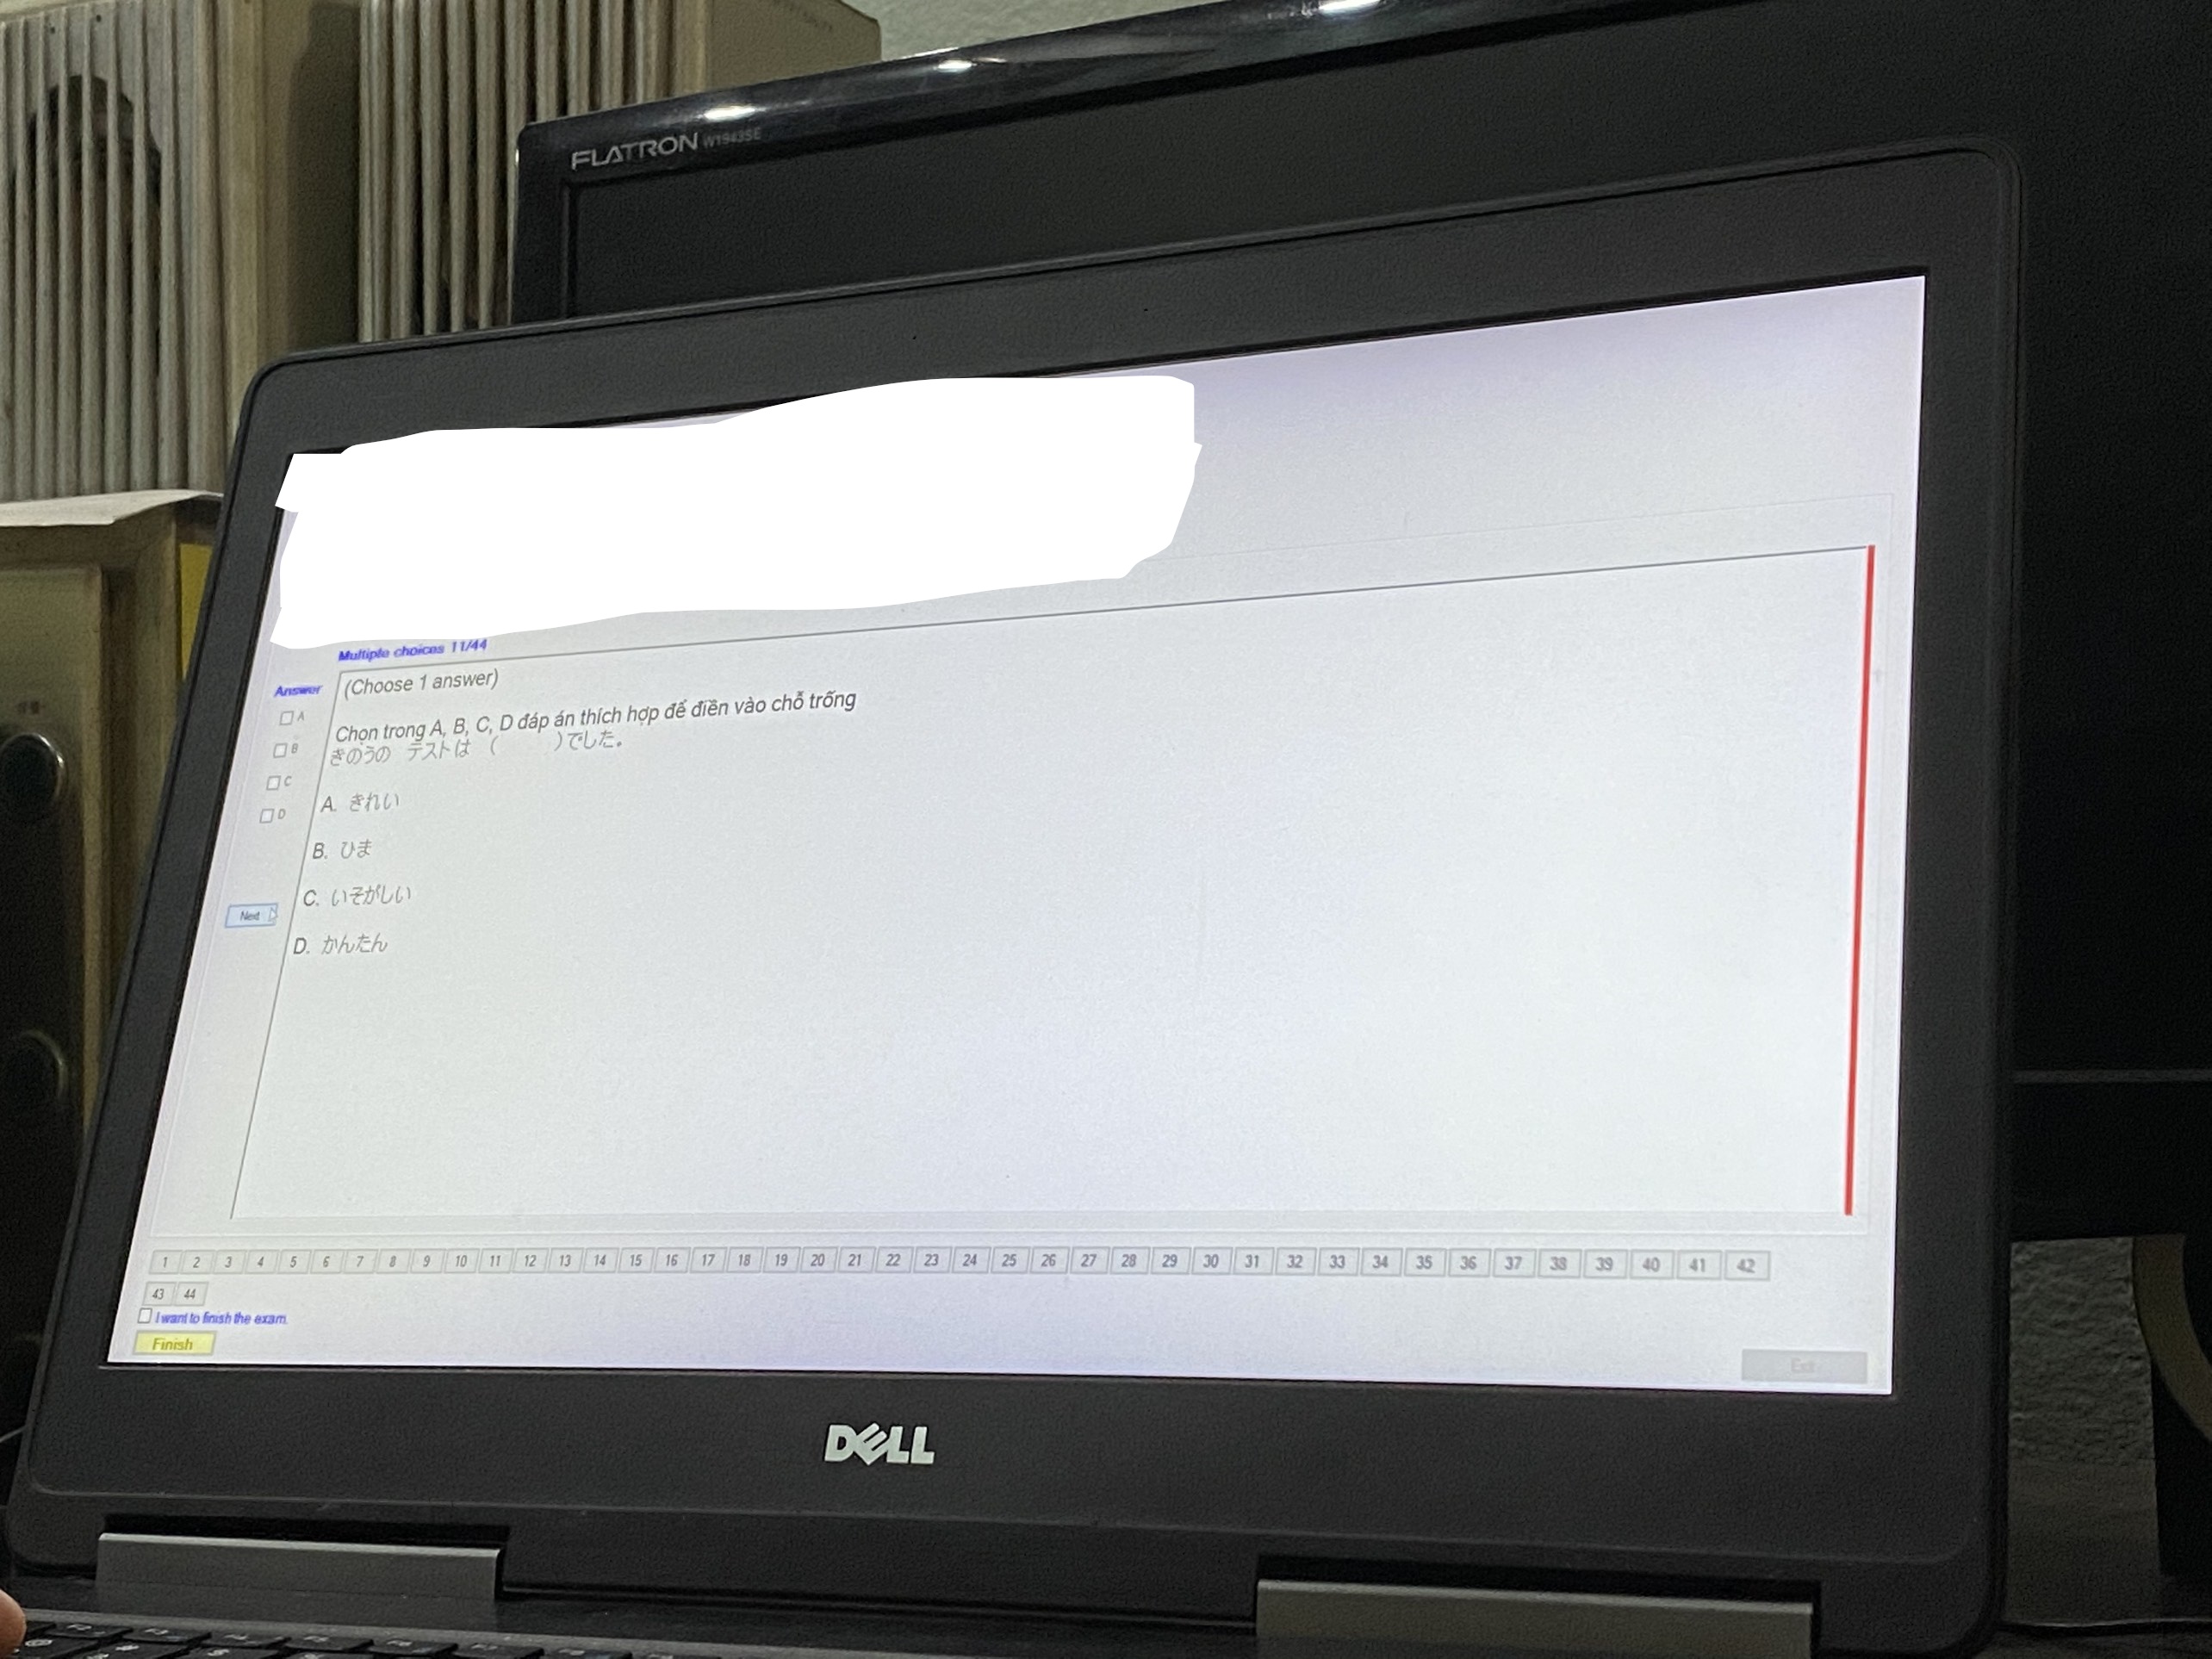 FLATRON W1943SE
Multiple choices 11/44
Answer
(Choose 1 answer)
Chọn trong A, B, C, D đáp án thích hợp để điền vào chỗ trống
きのうの テストは ( )でした。
A
B
C
D
A. きれい
B. ひま
C. いそがしい
D. かんたん
Next
1 2 3 4 5 6 7 8 9 10 11 12 13 14 15 16 17 18 19 20 21 22 23 24 25 26 27 28 29 30 31 32 33 34 35 36 37 38 39 40 41 42
43 44
I want to finish the exam.
Finish
Exit
DELL